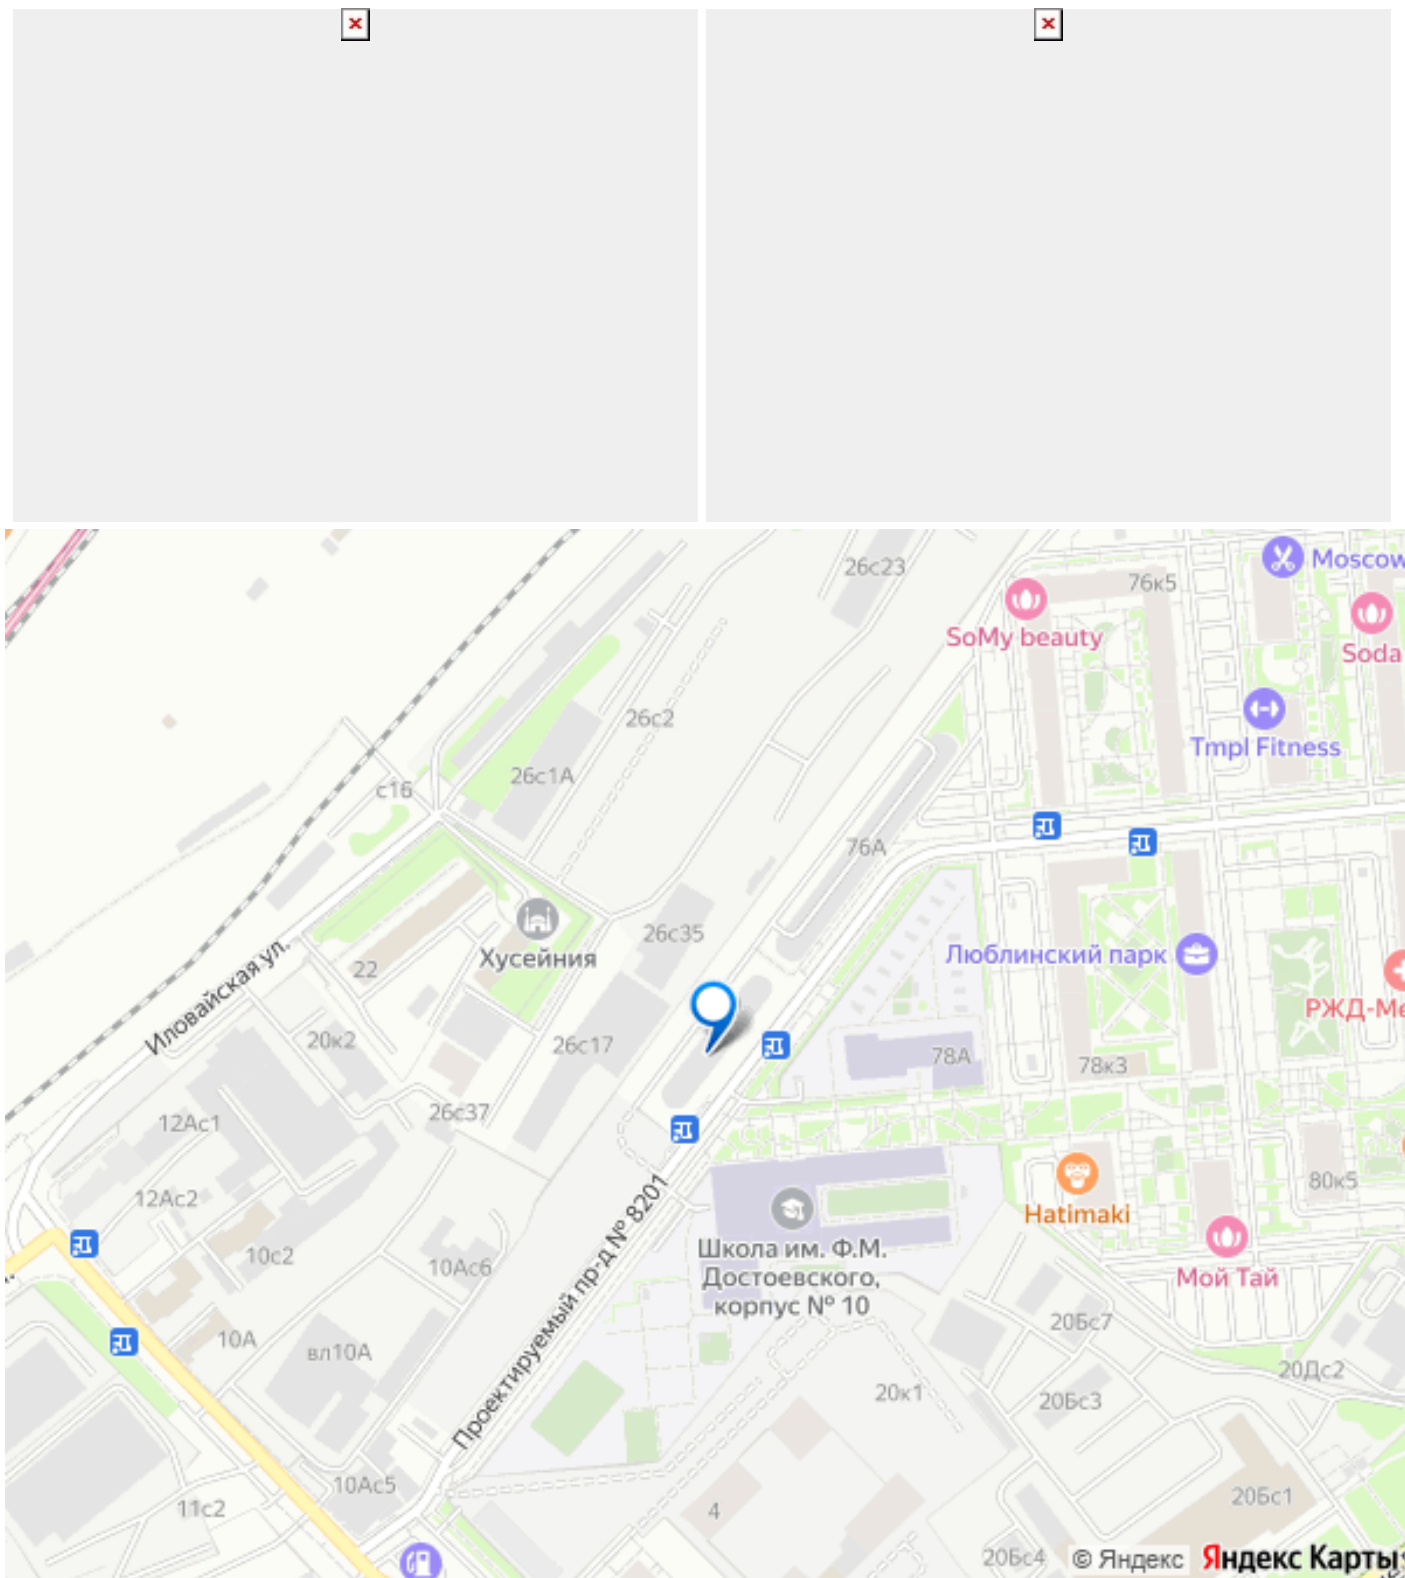 26с23
76к5
Moscow
SoMy beauty
Soda
26с2
Tmpl Fitness
26с1А
с16
76А
26с35
Хусейния
Люблинский парк
22
Иловайская ул.
РЖД-Ме
20к2
26с17
78А
78к3
26с37
12Ас1
12Ас2
80к5
Hatimaki
10с2
10Ас6
Проектируемый пр-д № 8201
Школа им. Ф.М.
Достоевского,
корпус № 10
Мой Тай
10А
вл10А
20Бс7
20Дс2
20к1
20Бс3
10Ас5
11с2
4
20Бс1
20Бс4
© Яндекс Яндекс Карты